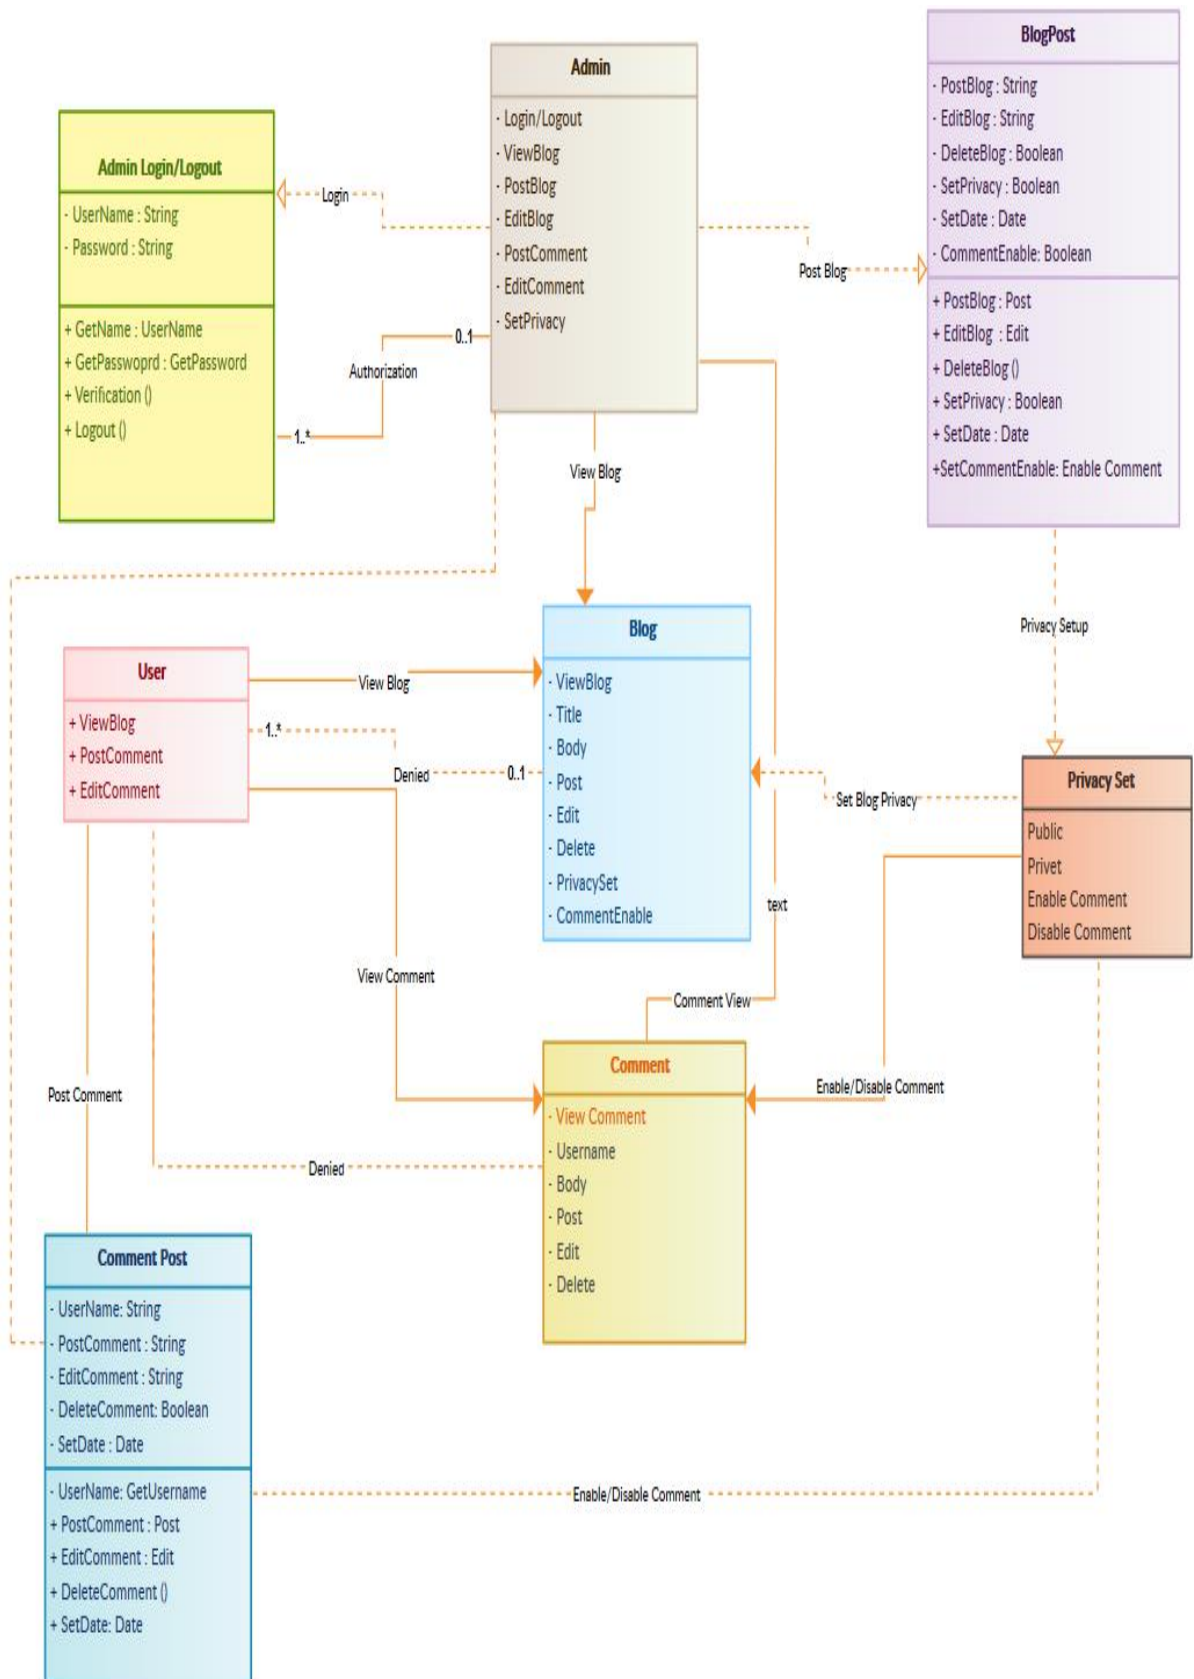 BlogPost
- PostBlog : String
- EditBlog : String
- DeleteBlog : Boolean
- SetPrivacy : Boolean
- SetDate : Date
- CommentEnable: Boolean
+ PostBlog : Post
+ EditBlog : Edit
+ DeleteBlog ()
+ SetPrivacy : Boolean
+ SetDate : Date
+SetCommentEnable: Enable Comment
Admin
- Login/Logout
- ViewBlog
- PostBlog
- EditBlog
- PostComment
- EditComment
- SetPrivacy
Admin Login/Logout
- UserName : String
- Password : String
+ GetName : UserName
+ GetPasswoprd : GetPassword
+ Verification ()
+ Logout ()
Login
Post Blog
0..1
Authorization
1..*
View Blog
Privacy Setup
Blog
- ViewBlog
- Title
- Body
- Post
- Edit
- Delete
- PrivacySet
- CommentEnable
User
+ ViewBlog
+ PostComment
+ EditComment
View Blog
1..*
Denied
0..1
Set Blog Privacy
Privacy Set
Public
Privet
Enable Comment
Disable Comment
text
View Comment
Comment View
Comment
- View Comment
- Username
- Body
- Post
- Edit
- Delete
Enable/Disable Comment
Post Comment
Denied
Comment Post
- UserName: String
- PostComment : String
- EditComment : String
- DeleteComment: Boolean
- SetDate : Date
- UserName: GetUsername
+ PostComment : Post
+ EditComment : Edit
+ DeleteComment ()
+ SetDate: Date
Enable/Disable Comment